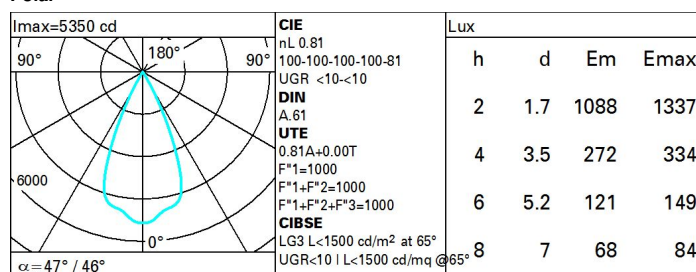 Imax=5350 cd
90° 180° 90°
6000
0°
α=47° / 46°
CIE
nL 0.81
100-100-100-100-81
UGR <10-<10
DIN
A.61
UTE
0.81A+0.00T
F"1=1000
F"1+F"2=1000
F"1+F"2+F"3=1000
CIBSE
LG3 L<1500 cd/m² at 65°
UGR<10 | L<1500 cd/mq @65°
Lux
h d Em Emax
2 1.7 1088 1337
4 3.5 272 334
6 5.2 121 149
8 7 68 84